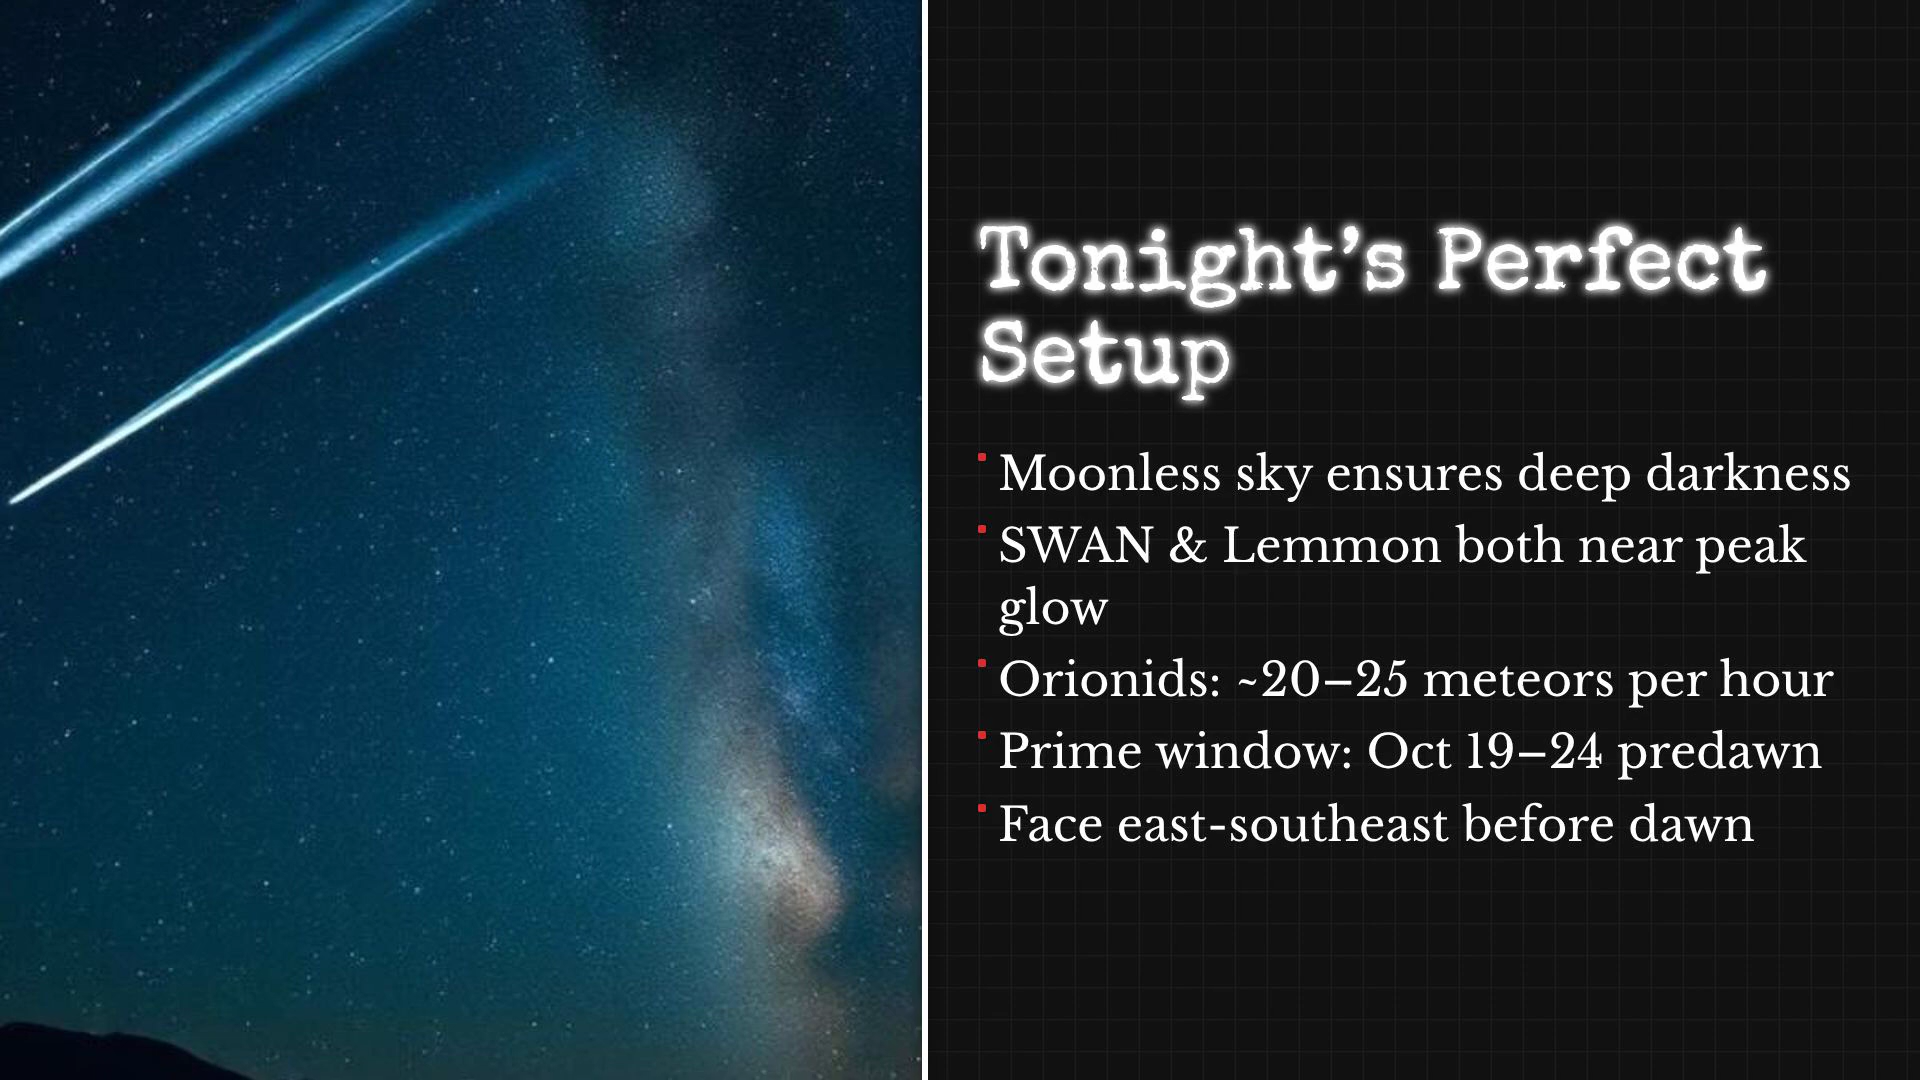 Tonight’s Perfect
Setup
Moonless sky ensures deep darkness
SWAN & Lemmon both near peak
glow
Orionids: ~20–25 meteors per hour
Prime window: Oct 19–24 predawn
Face east-southeast before dawn